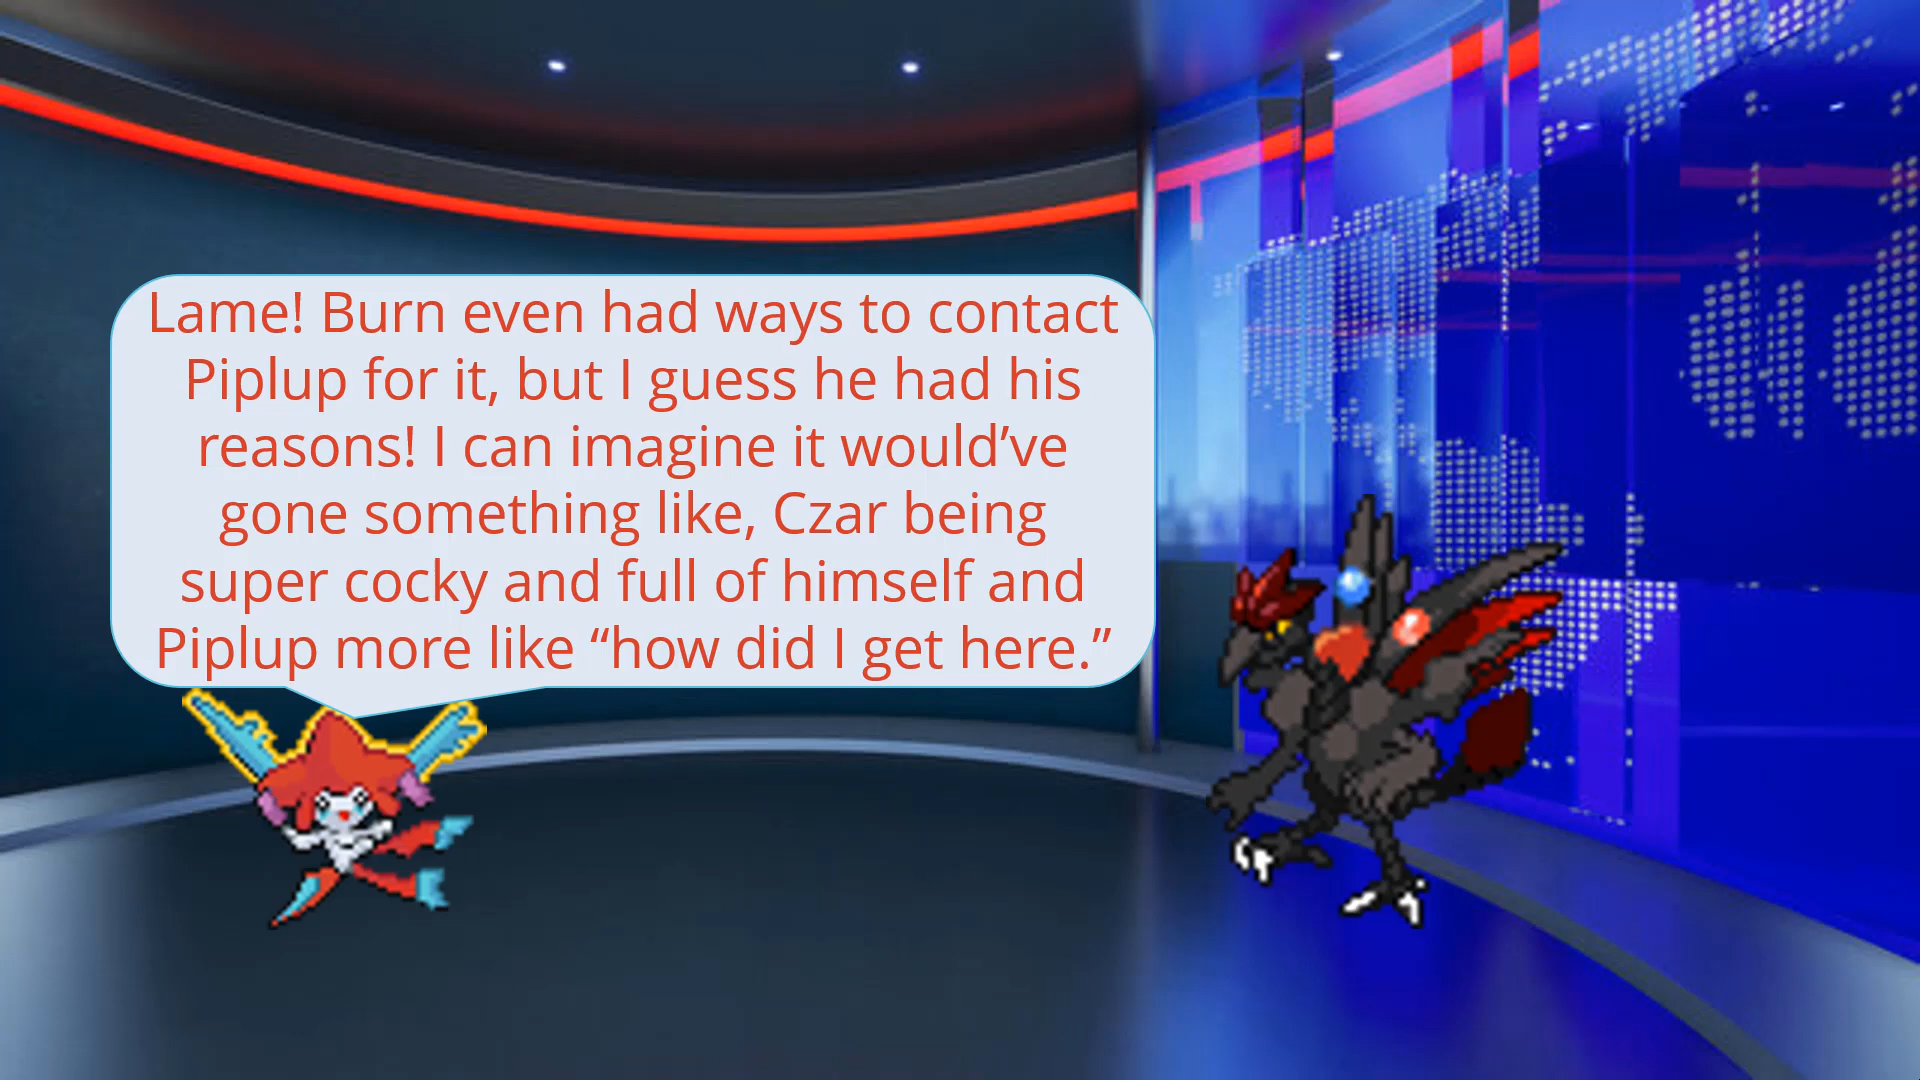 Lame! Burn even had ways to contact
Piplup for it, but I guess he had his
reasons! I can imagine it would’ve
gone something like, Czar being
super cocky and full of himself and
Piplup more like “how did I get here.”